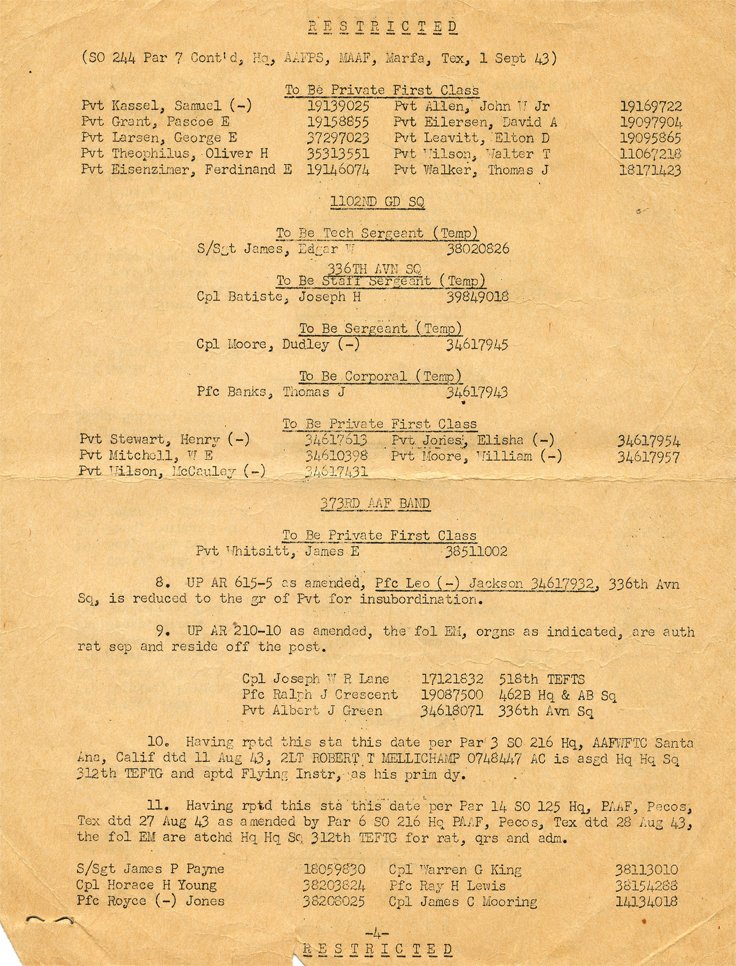 R E S T R I C T E D
(SO 244 Par 7 Cont'd, Hq, AAFPS, MAAF, Marfa, Tex, 1 Sept 43)
To Be Private First Class
Pvt Kassel, Samuel (-) 19139025 Pvt Allen, John W Jr 19169722
Pvt Grant, Pascoe E 19158855 Pvt Eilersen, David A 19097904
Pvt Larsen, George E 37297023 Pvt Leavitt, Elton D 19095865
Pvt Theophilus, Oliver H 35313551 Pvt Wilson, Walter T 11067218
Pvt Eisenzimer, Ferdinand E 19146074 Pvt Walker, Thomas J 18171423
1102ND GD SQ
To Be Tech Sergeant (Temp)
S/Sgt James, Edgar W 38020826
336TH AVN SQ
To Be Staff Sergeant (Temp)
Cpl Batiste, Joseph H 39849018
To Be Sergeant (Temp)
Cpl Moore, Dudley (-) 34617945
To Be Corporal (Temp)
Pfc Banks, Thomas J 34617943
To Be Private First Class
Pvt Stewart, Henry (-) 34617613 Pvt Jones, Elisha (-) 34617954
Pvt Mitchell, W E 34610398 Pvt Moore, William (-) 34617957
Pvt Wilson, McCauley (-) 34617431
373RD AAF BAND
To Be Private First Class
Pvt Whitsitt, James E 38511002
8. UP AR 615-5 as amended, Pfc Leo (-) Jackson 34617932, 336th Avn
Sq, is reduced to the gr of Pvt for insubordination.
9. UP AR 210-10 as amended, the fol EM, orgns as indicated, are auth
rat sep and reside off the post.
Cpl Joseph W R Lane 17121832 518th TEFTS
Pfc Ralph J Crescent 19087500 462B Hq & AB Sq
Pvt Albert J Green 34618071 336th Avn Sq
10. Having rptd this sta this date per Par 3 SO 216 Hq, AAFWFTC Santa
Ana, Calif dtd 11 Aug 43, 2LT ROBERT T MELLICHAMP 0748447 AC is asgd Hq Hq Sq
312th TEFTG and aptd Flying Instr, as his prim dy.
11. Having rptd this sta this date per Par 14 SO 125 Hq, PAAF, Pecos,
Tex dtd 27 Aug 43 as amended by Par 6 SO 216 Hq PAAF, Pecos, Tex dtd 28 Aug 43,
the fol EM are atchd Hq Hq Sq 312th TEFTG for rat, qrs and adm.
S/Sgt James P Payne 18059830 Cpl Warren G King 38113010
Cpl Horace H Young 38203824 Pfc Ray H Lewis 38154288
Pfc Royce (-) Jones 38208025 Cpl James C Mooring 14134018
-4-
R E S T R I C T E D